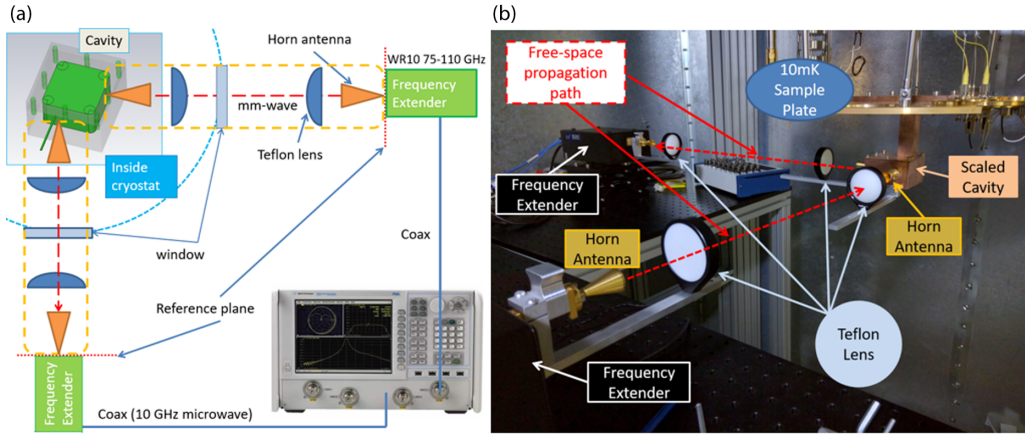 (a)
Cavity
Horn antenna
WR10 75-110 GHz
Frequency
Extender
mm-wave
Teflon lens
Inside
cryostat
window
Coax
Reference plane
Frequency
Extender
Coax (10 GHz microwave)
(b)
Free-space
propagation
path
10mK
Sample
Plate
Frequency
Extender
Scaled
Cavity
Horn
Antenna
Horn
Antenna
Teflon
Lens
Frequency
Extender